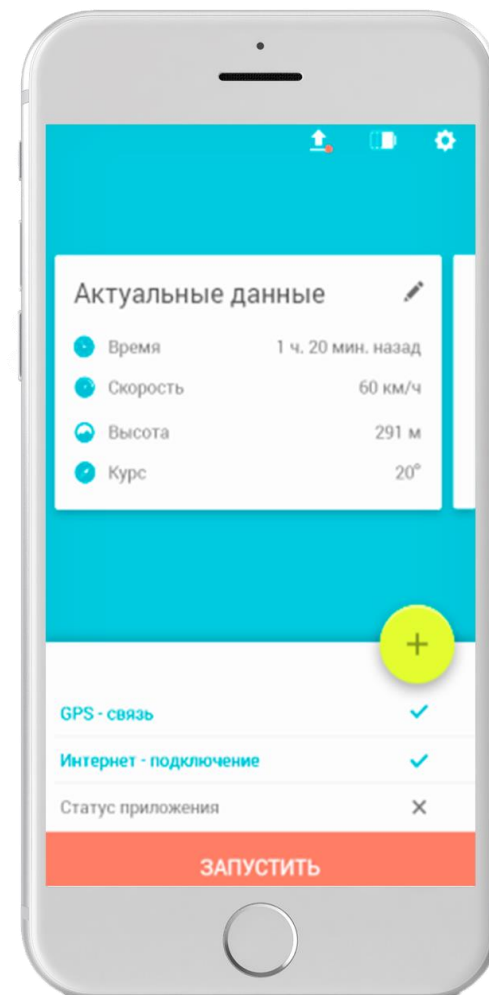 Актуальные данные
Время 1 ч. 20 мин. назад
Скорость 60 км/ч
Высота 291 м
Курс 20°
GPS - связь
Интернет - подключение
Статус приложения
ЗАПУСТИТЬ